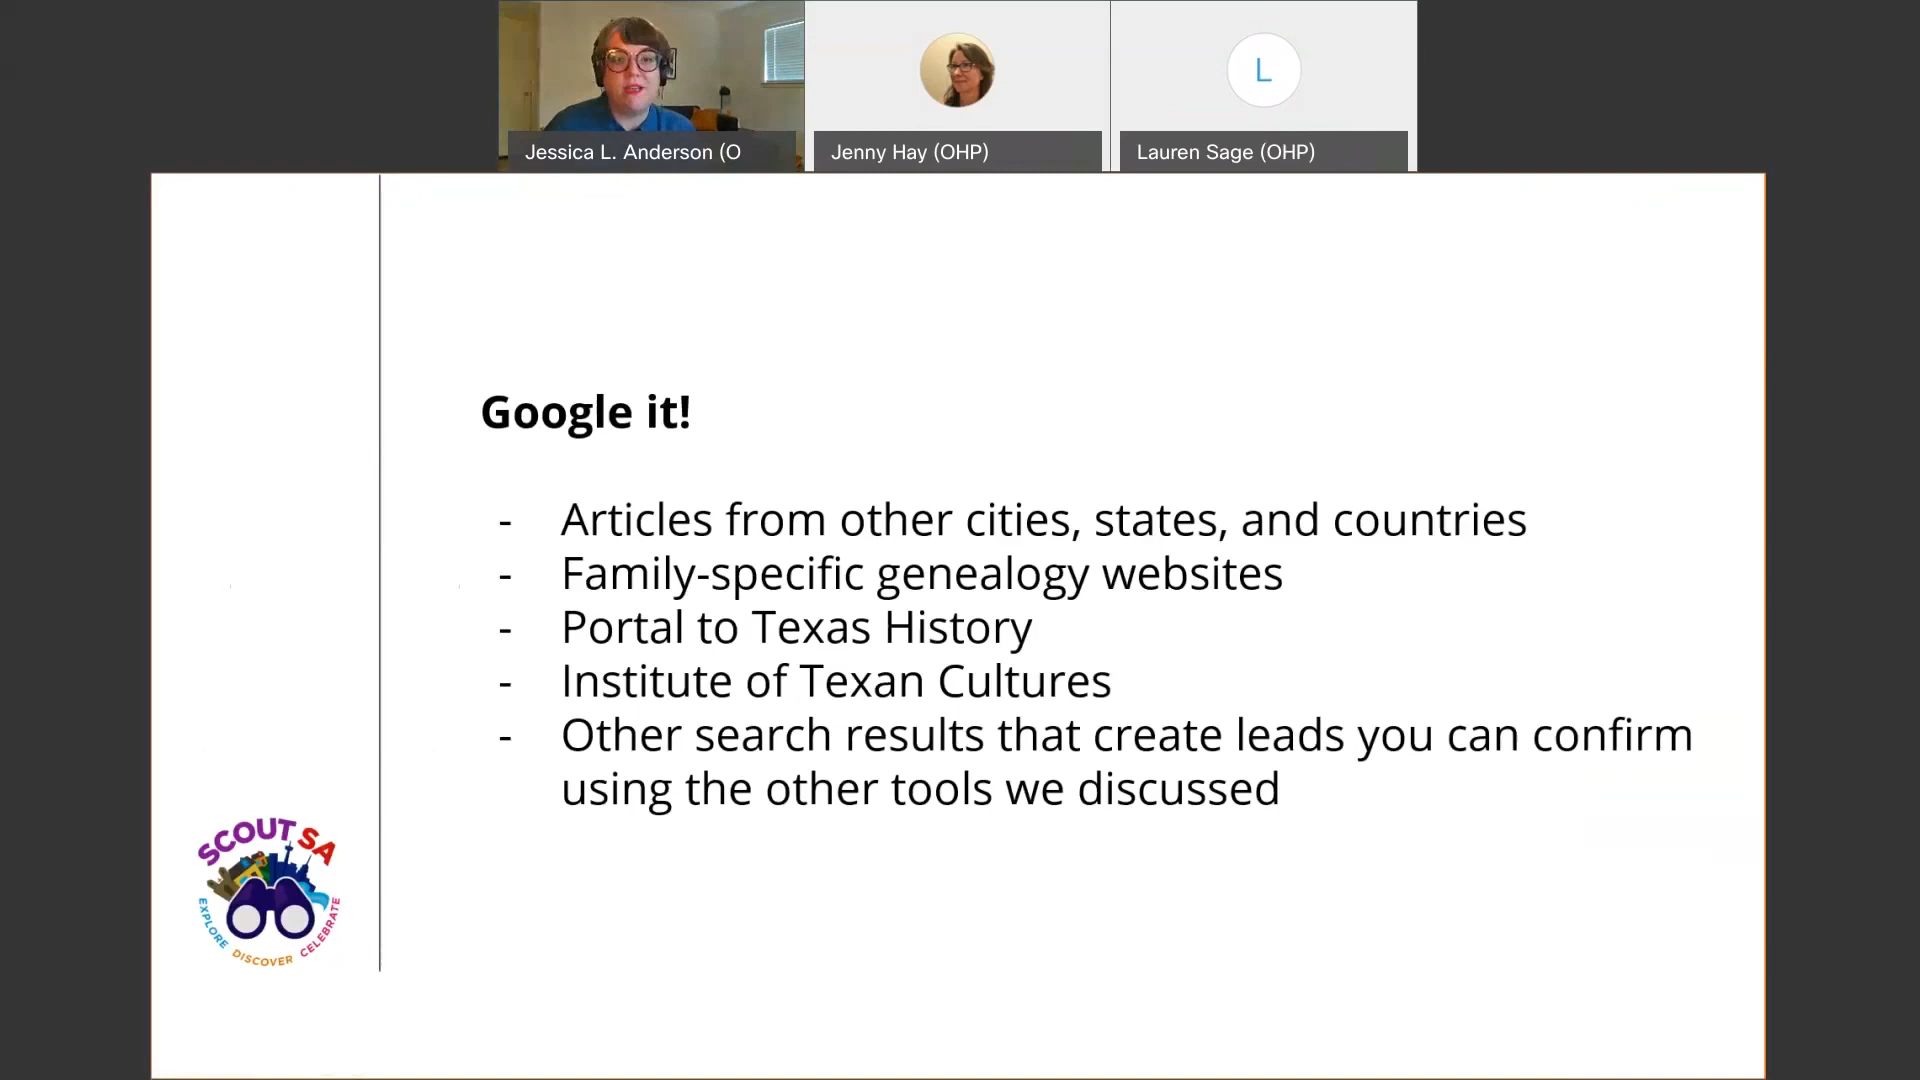 Jessica L. Anderson (O
Jenny Hay (OHP)
L
Lauren Sage (OHP)
Google it!
- Articles from other cities, states, and countries
- Family-specific genealogy websites
- Portal to Texas History
- Institute of Texan Cultures
- Other search results that create leads you can confirm
using the other tools we discussed
SCOUT SA
EXPLORE DISCOVER CELEBRATE